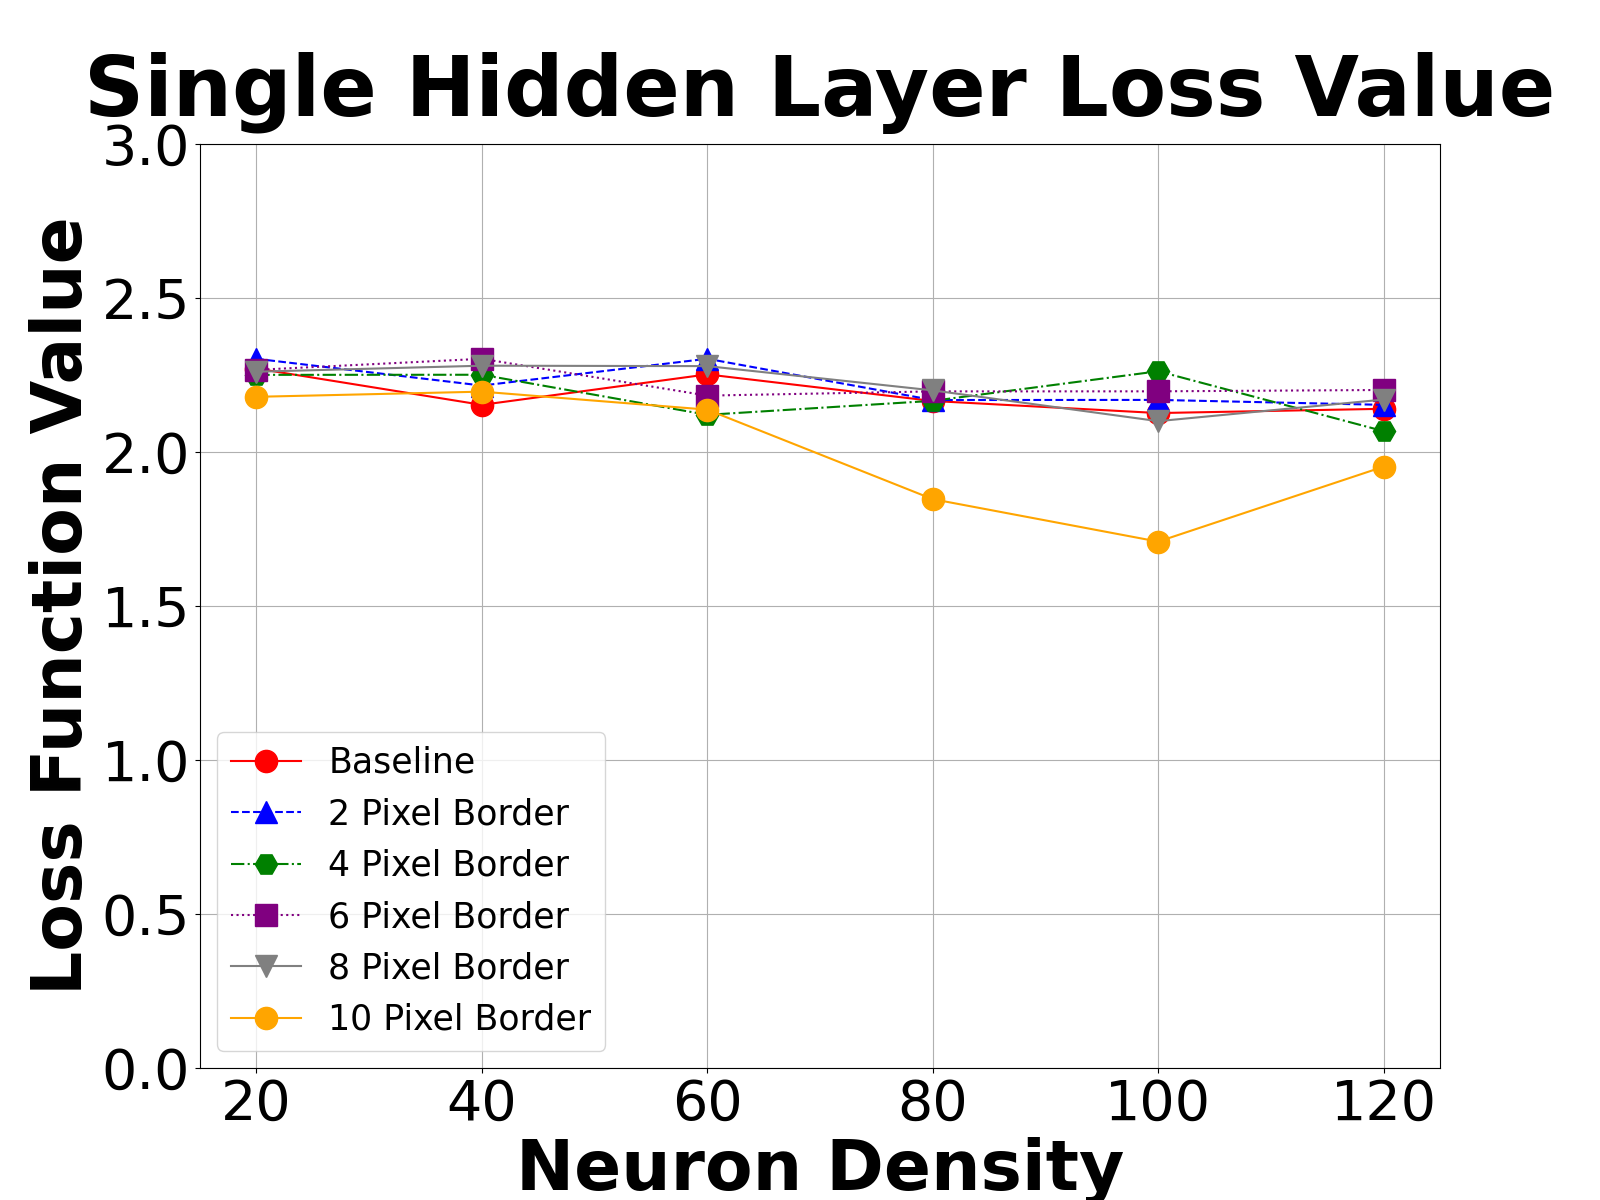 Single Hidden Layer Loss Value
Loss Function Value
3.0
2.5
2.0
1.5
1.0
0.5
0.0
Baseline
2 Pixel Border
4 Pixel Border
6 Pixel Border
8 Pixel Border
10 Pixel Border
20 40 60 80 100 120
Neuron Density